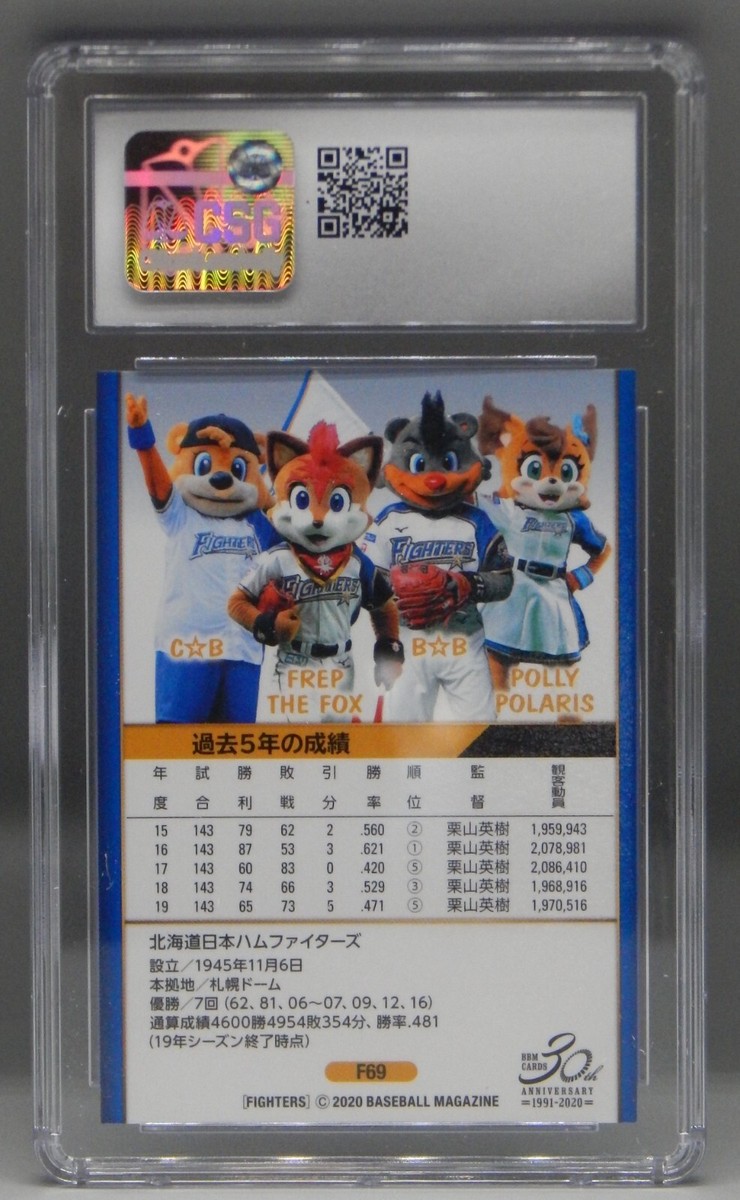 CSG
FIGHTERS
FIGHTERS
FIGHTERS
FIGHTERS
C☆B
FREP
THE FOX
B☆B
POLLY
POLARIS
過去5年の成績
年度 試合 勝利 敗戦 引分 勝率 順位 監督 観客動員
15 143 79 62 2 .560 ② 栗山英樹 1,959,943
16 143 87 53 3 .621 ① 栗山英樹 2,078,981
17 143 60 83 0 .420 ⑤ 栗山英樹 2,086,410
18 143 74 66 3 .529 ③ 栗山英樹 1,968,916
19 143 65 73 5 .471 ⑤ 栗山英樹 1,970,516
北海道日本ハムファイターズ
設立/1945年11月6日
本拠地/札幌ドーム
優勝/7回(62、81、06～07、09、12、16)
通算成績4600勝4954敗354分、勝率.481
(19年シーズン終了時点)
F69
[FIGHTERS] © 2020 BASEBALL MAGAZINE
BBM
CARDS
30th
ANNIVERSARY
=1991-2020=